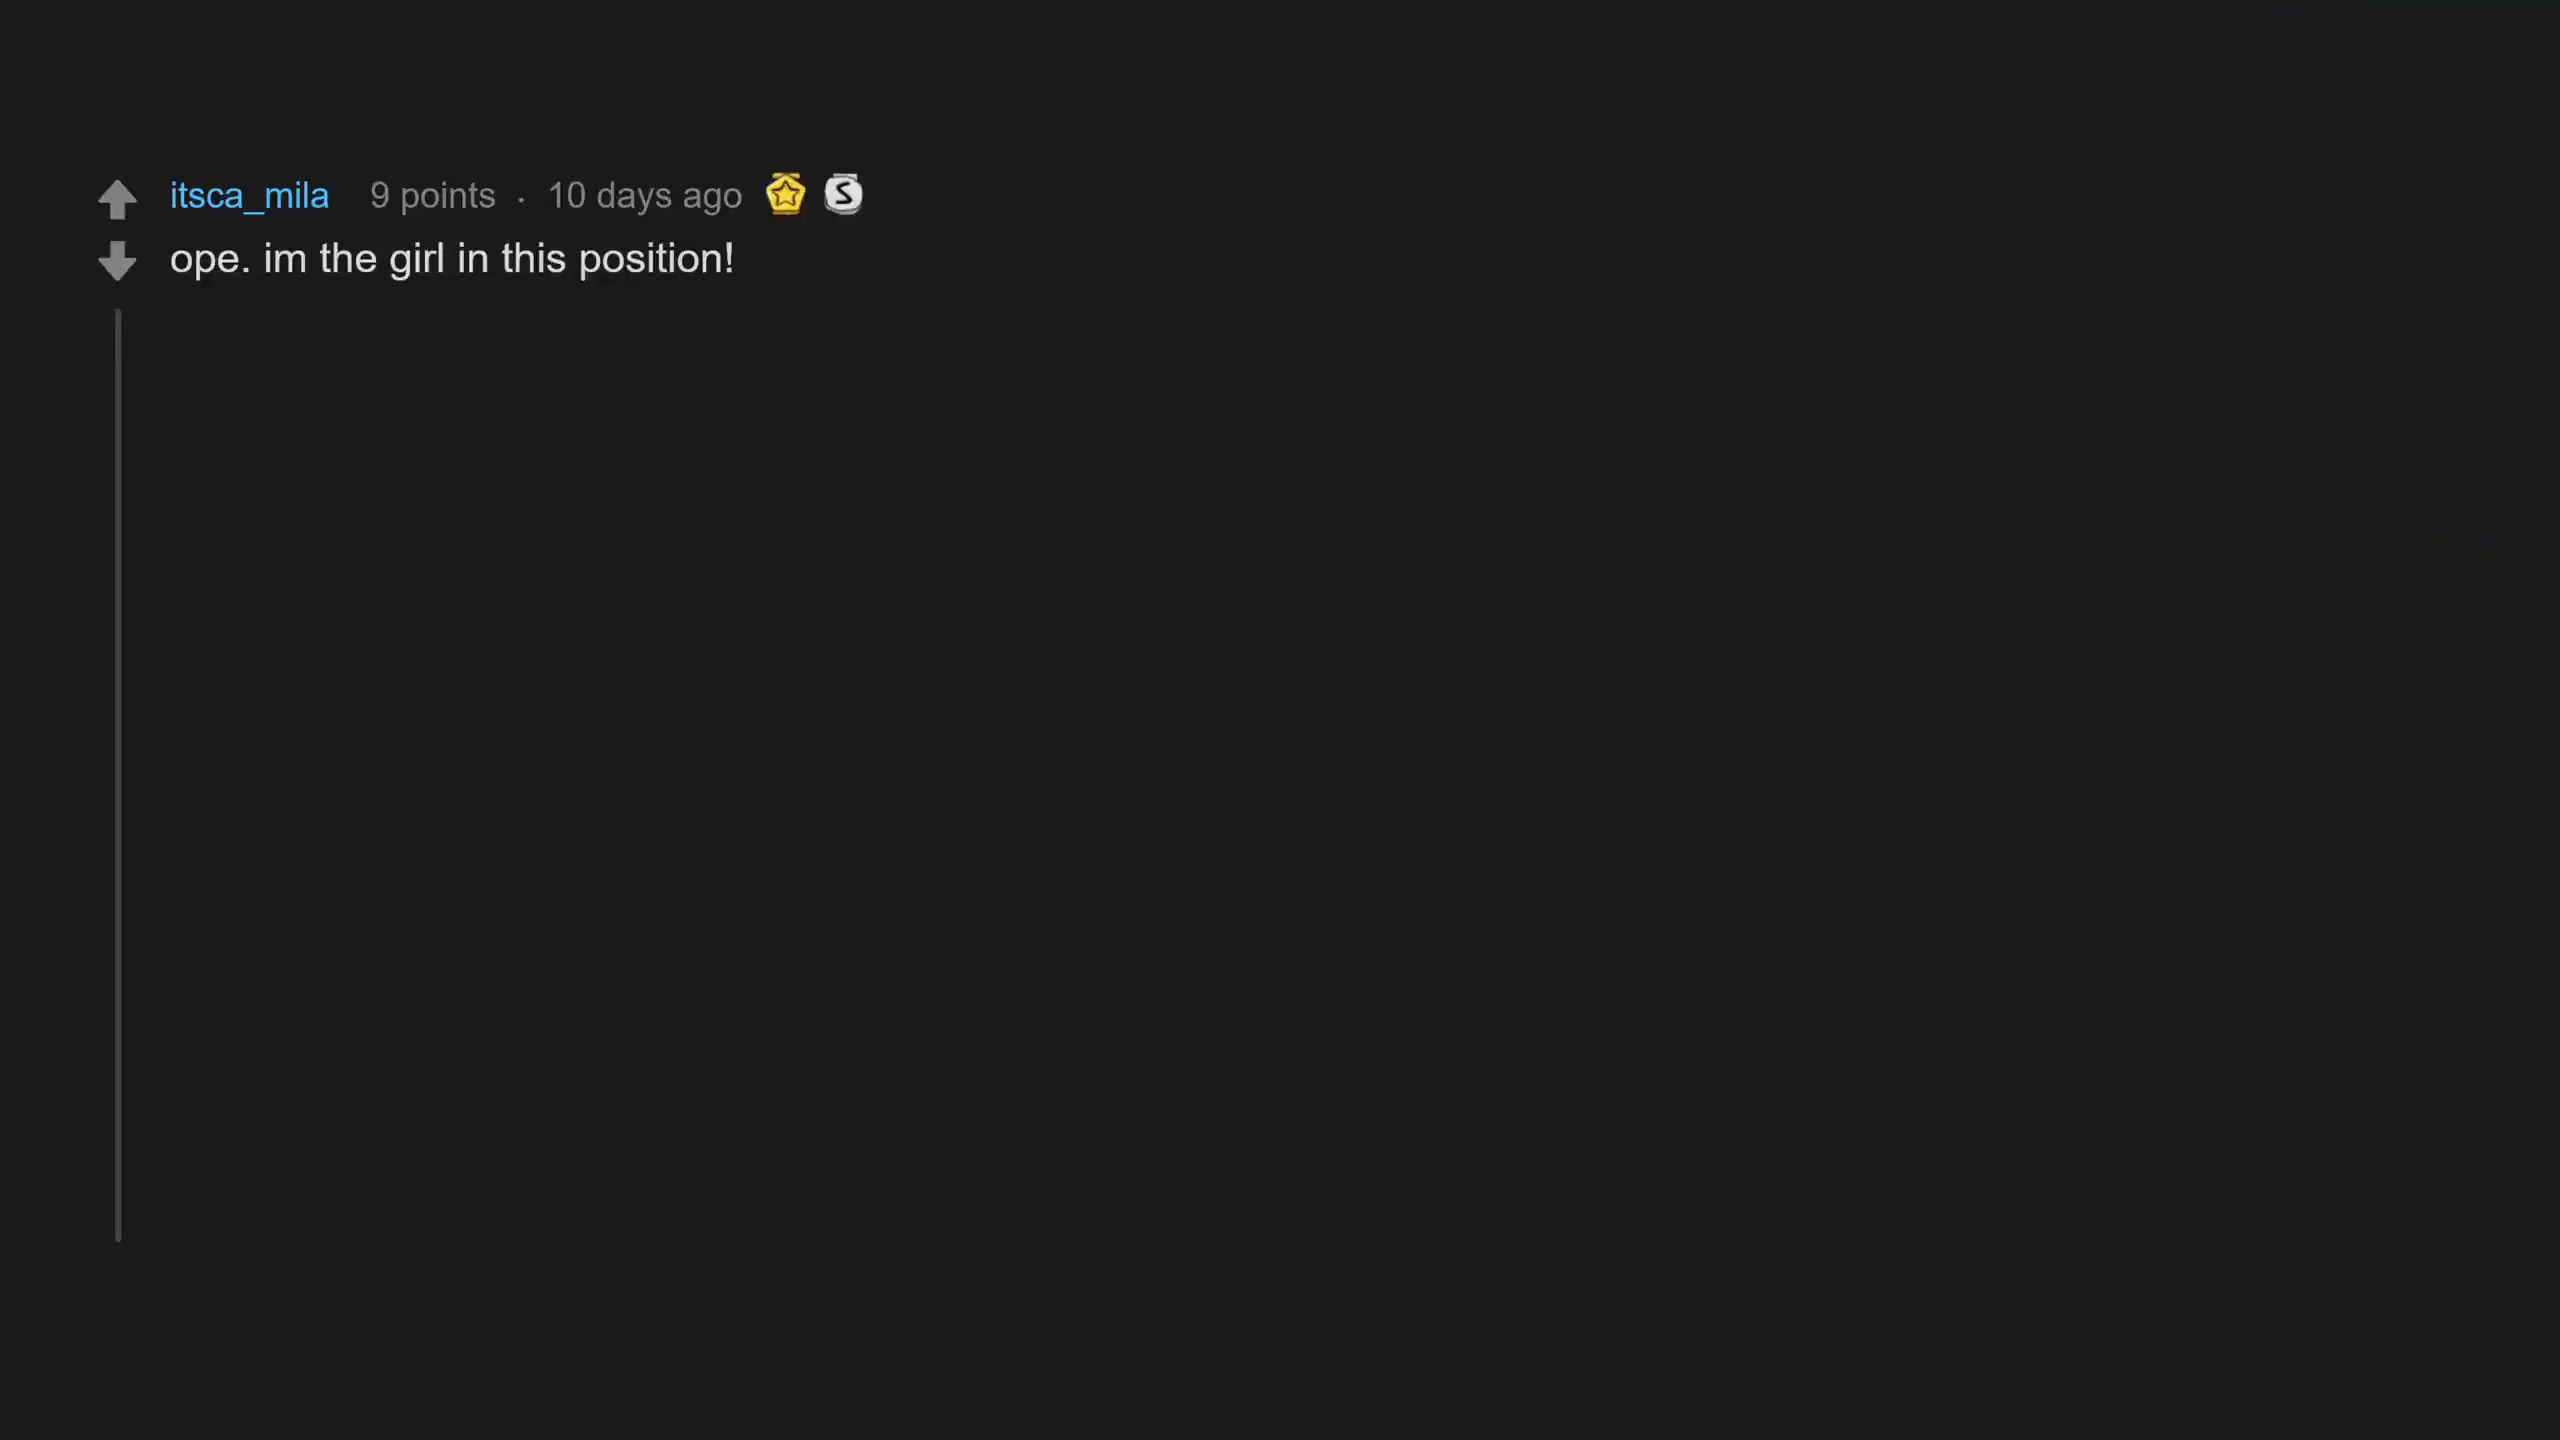 itsca_mila 9 points · 10 days ago S
ope. im the girl in this position!